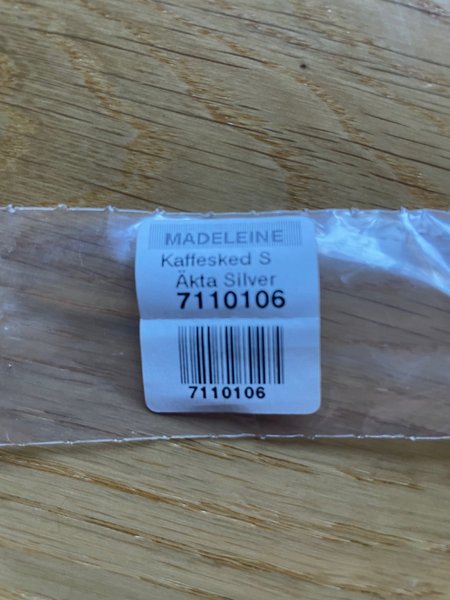 MADELEINE
Kaffesked S
Äkta Silver
7110106
7110106